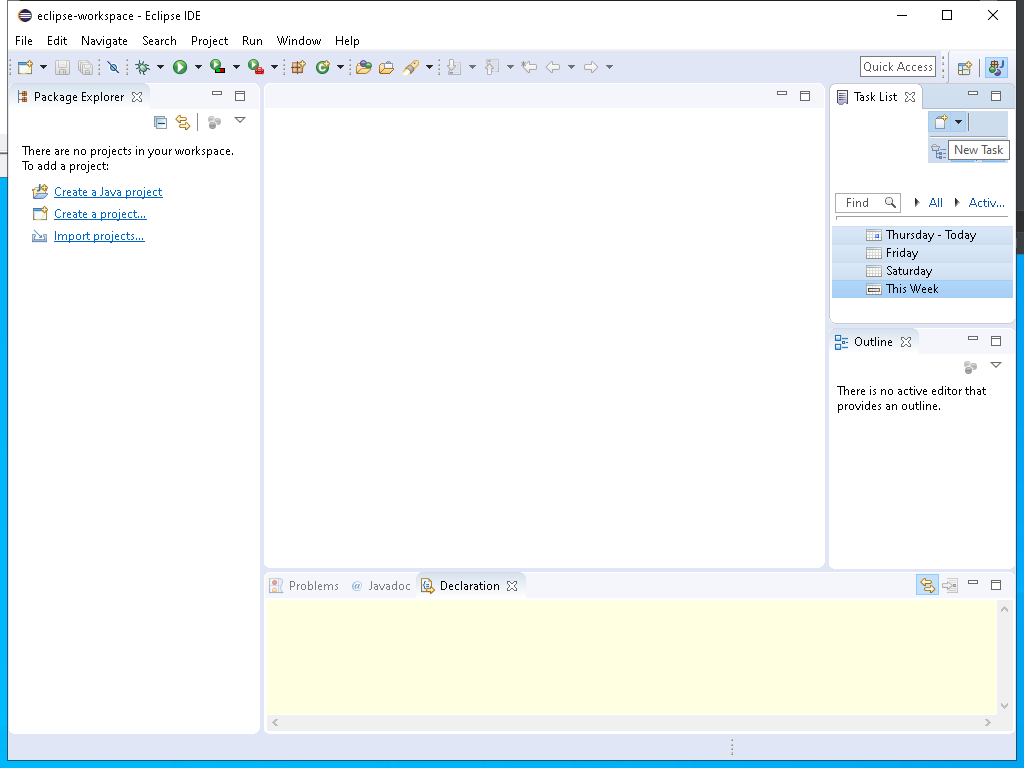 eclipse-workspace - Eclipse IDE
File Edit Navigate Search Project Run Window Help
Quick Access
Package Explorer
There are no projects in your workspace.
To add a project:
Create a Java project
Create a project...
Import projects...
Task List
New Task
Find All Activ...
Thursday - Today
Friday
Saturday
This Week
Outline
There is no active editor that
provides an outline.
Problems @ Javadoc Declaration